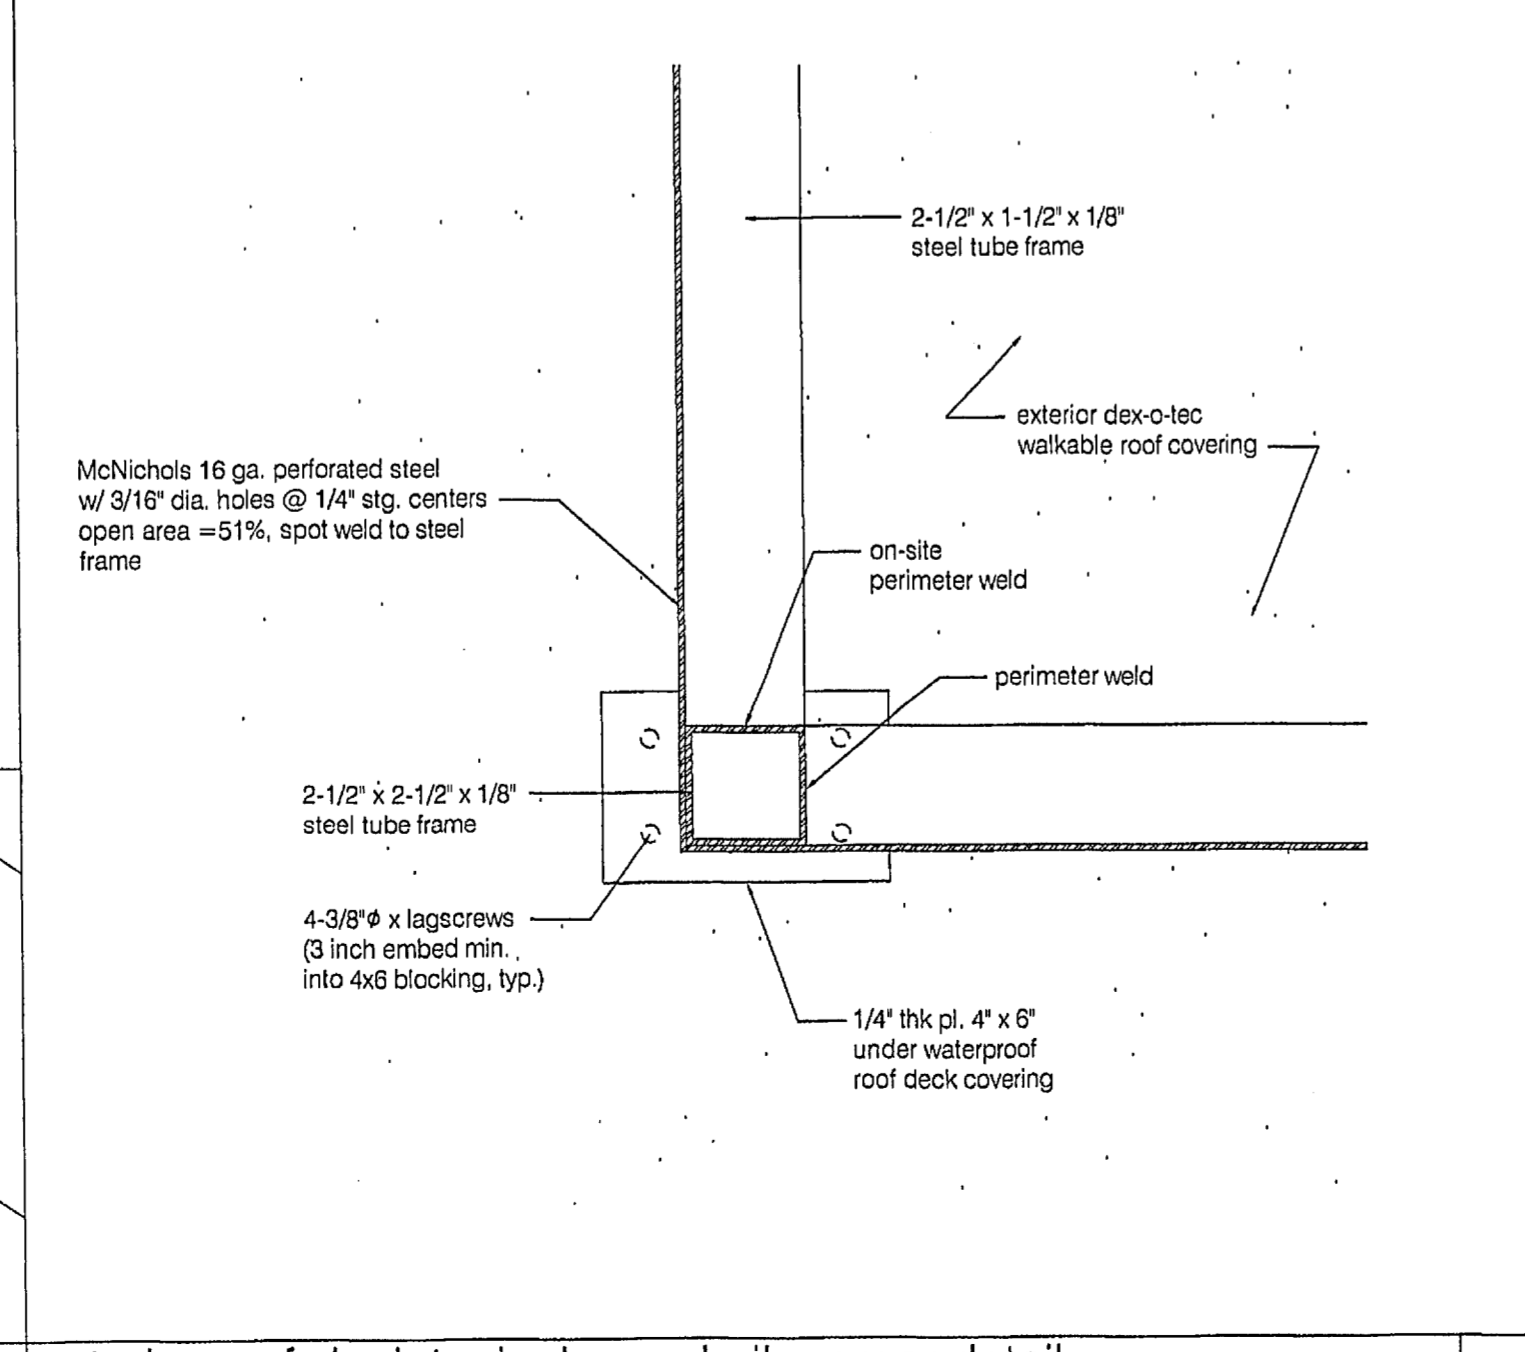 2-1/2" x 1-1/2" x 1/8"
steel tube frame
exterior dex-o-tec
walkable roof covering
McNichols 16 ga. perforated steel
w/ 3/16" dia. holes @ 1/4" stg. centers
open area =51%, spot weld to steel
frame
on-site
perimeter weld
perimeter weld
2-1/2" x 2-1/2" x 1/8"
steel tube frame
4-3/8"ϕ x lagscrews
(3 inch embed min.
into 4x6 blocking, typ.)
1/4" thk pl. 4" x 6"
under waterproof
roof deck covering